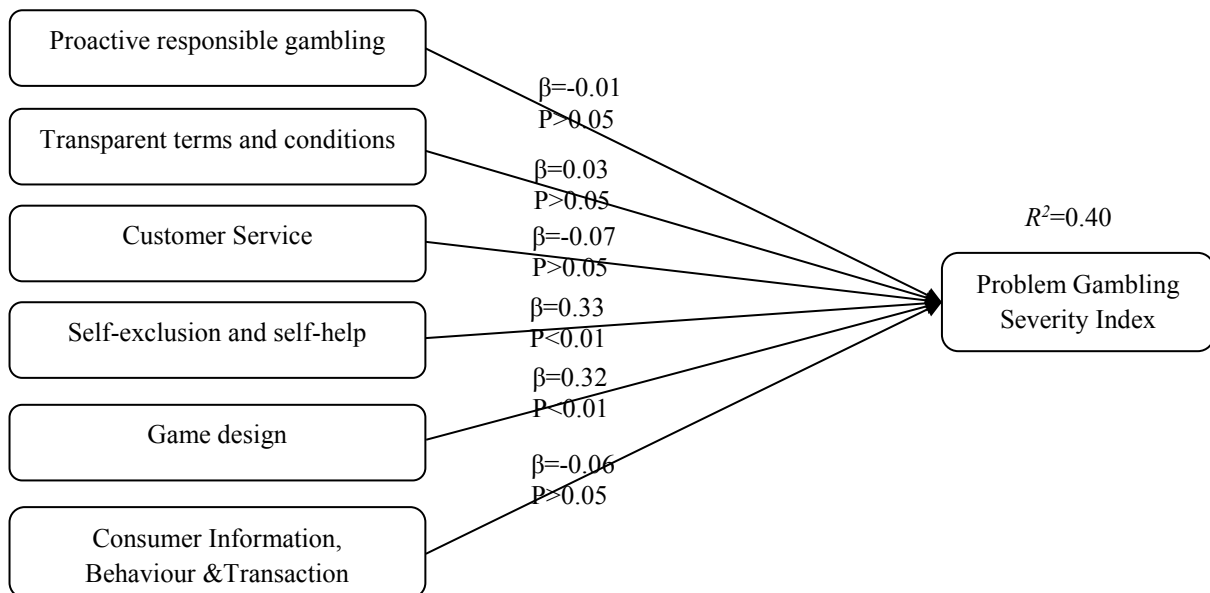 Proactive responsible gambling
β=-0.01
P>0.05
Transparent terms and conditions
β=0.03
P>0.05
Customer Service
β=-0.07
P>0.05
Self-exclusion and self-help
β=0.33
P<0.01
Game design
β=0.32
P<0.01
Consumer Information,
Behaviour &Transaction
β=-0.06
P>0.05
R²=0.40
Problem Gambling
Severity Index